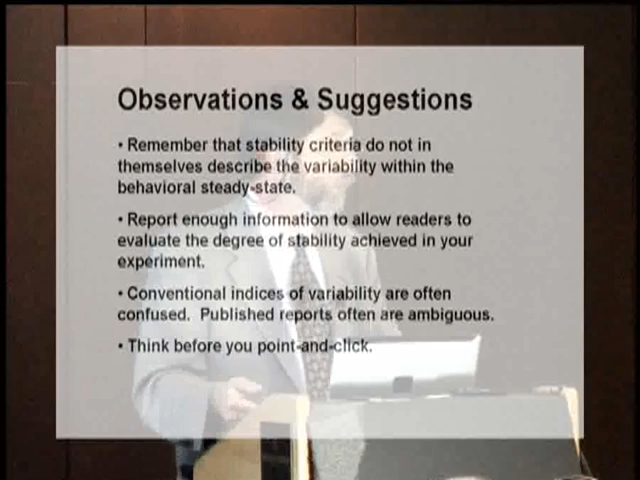 Observations & Suggestions
• Remember that stability criteria do not in
themselves describe the variability within the
behavioral steady-state.
• Report enough information to allow readers to
evaluate the degree of stability achieved in your
experiment.
• Conventional indices of variability are often
confused. Published reports often are ambiguous.
• Think before you point-and-click.